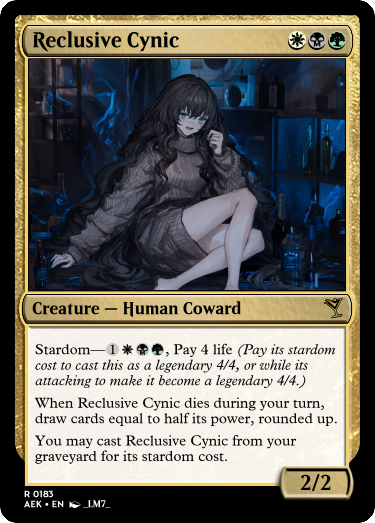 Reclusive Cynic
Creature — Human Coward
Stardom—1, Pay 4 life (Pay its stardom
cost to cast this as a legendary 4/4, or while its
attacking to make it become a legendary 4/4.)
When Reclusive Cynic dies during your turn,
draw cards equal to half its power, rounded up.
You may cast Reclusive Cynic from your
graveyard for its stardom cost.
2/2
R 0183
AEK • EN _LM7_